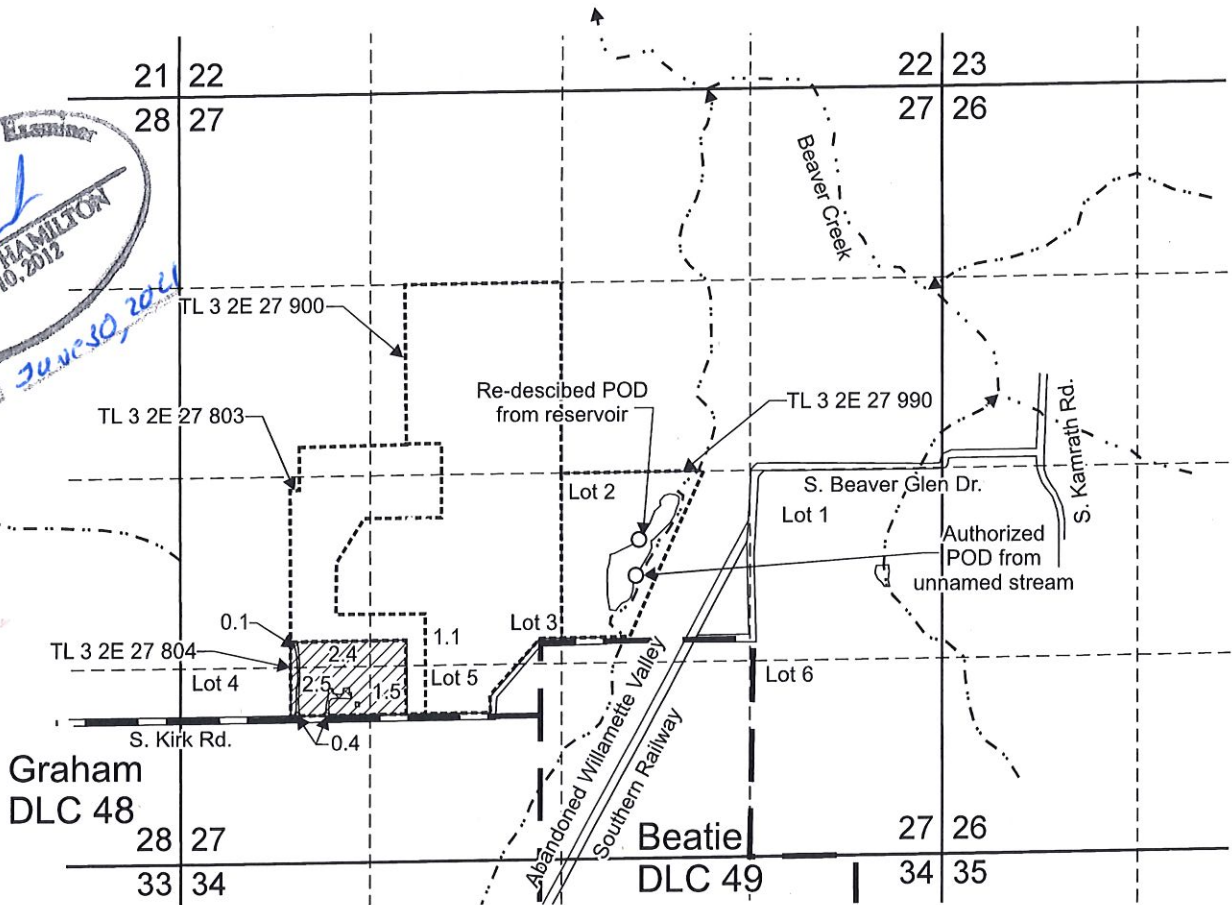 21 22
28 27
22 23
27 26
Examiner
HAMILTON
10, 2012
JUNE 30, 2021
Beaver Creek
TL 3 2E 27 900
TL 3 2E 27 803
Re-descibed POD
from reservoir
TL 3 2E 27 990
S. Kamrath Rd.
Lot 2
S. Beaver Glen Dr.
Lot 1
Authorized
POD from
unnamed stream
0.1
Lot 3
1.1
TL 3 2E 27 804
2.4
Lot 4
2.5
1.5
Lot 5
Lot 6
S. Kirk Rd.
0.4
Graham
DLC 48
Abandoned Willamette Valley
Southern Railway
Beatie
DLC 49
28 27
33 34
27 26
34 35